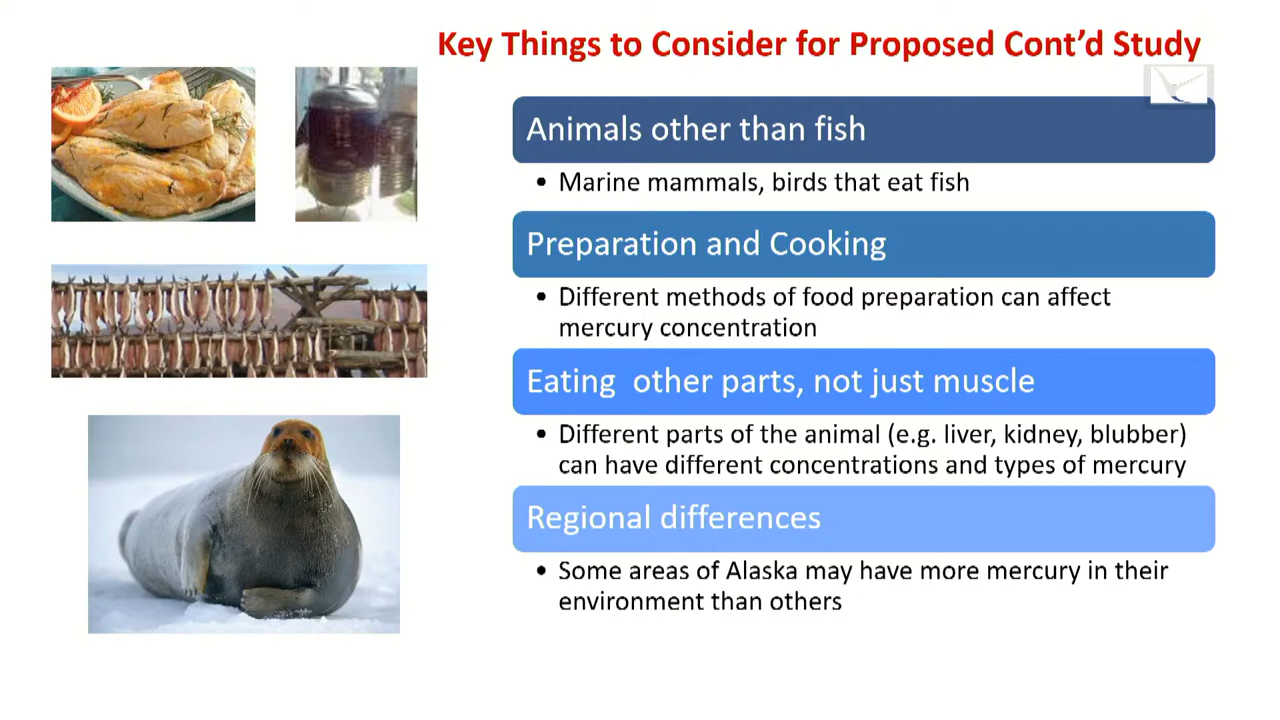 Key Things to Consider for Proposed Cont’d Study
Animals other than fish
• Marine mammals, birds that eat fish
Preparation and Cooking
• Different methods of food preparation can affect
mercury concentration
Eating  other parts, not just muscle
• Different parts of the animal (e.g. liver, kidney, blubber)
can have different concentrations and types of mercury
Regional differences
• Some areas of Alaska may have more mercury in their
environment than others